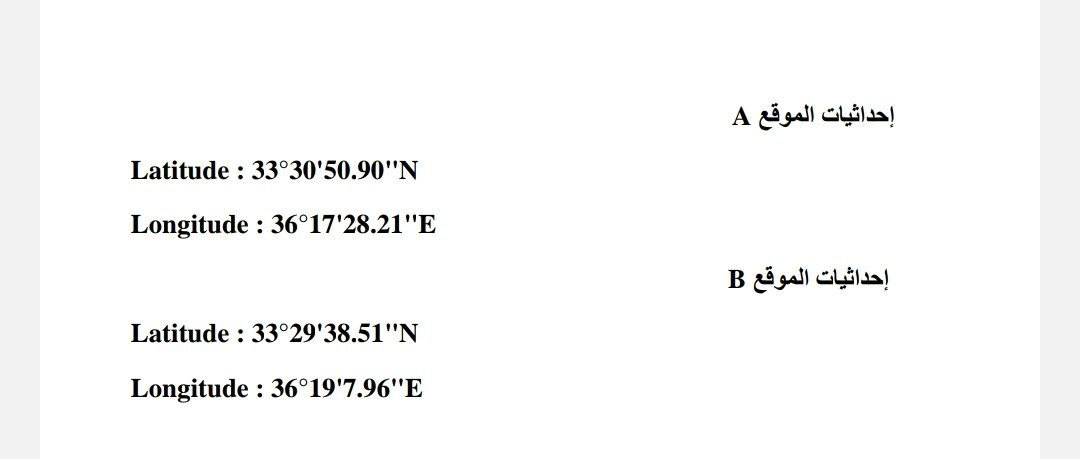 إحداثيات الموقع A
Latitude : 33°30'50.90''N
Longitude : 36°17'28.21''E
إحداثيات الموقع B
Latitude : 33°29'38.51''N
Longitude : 36°19'7.96''E